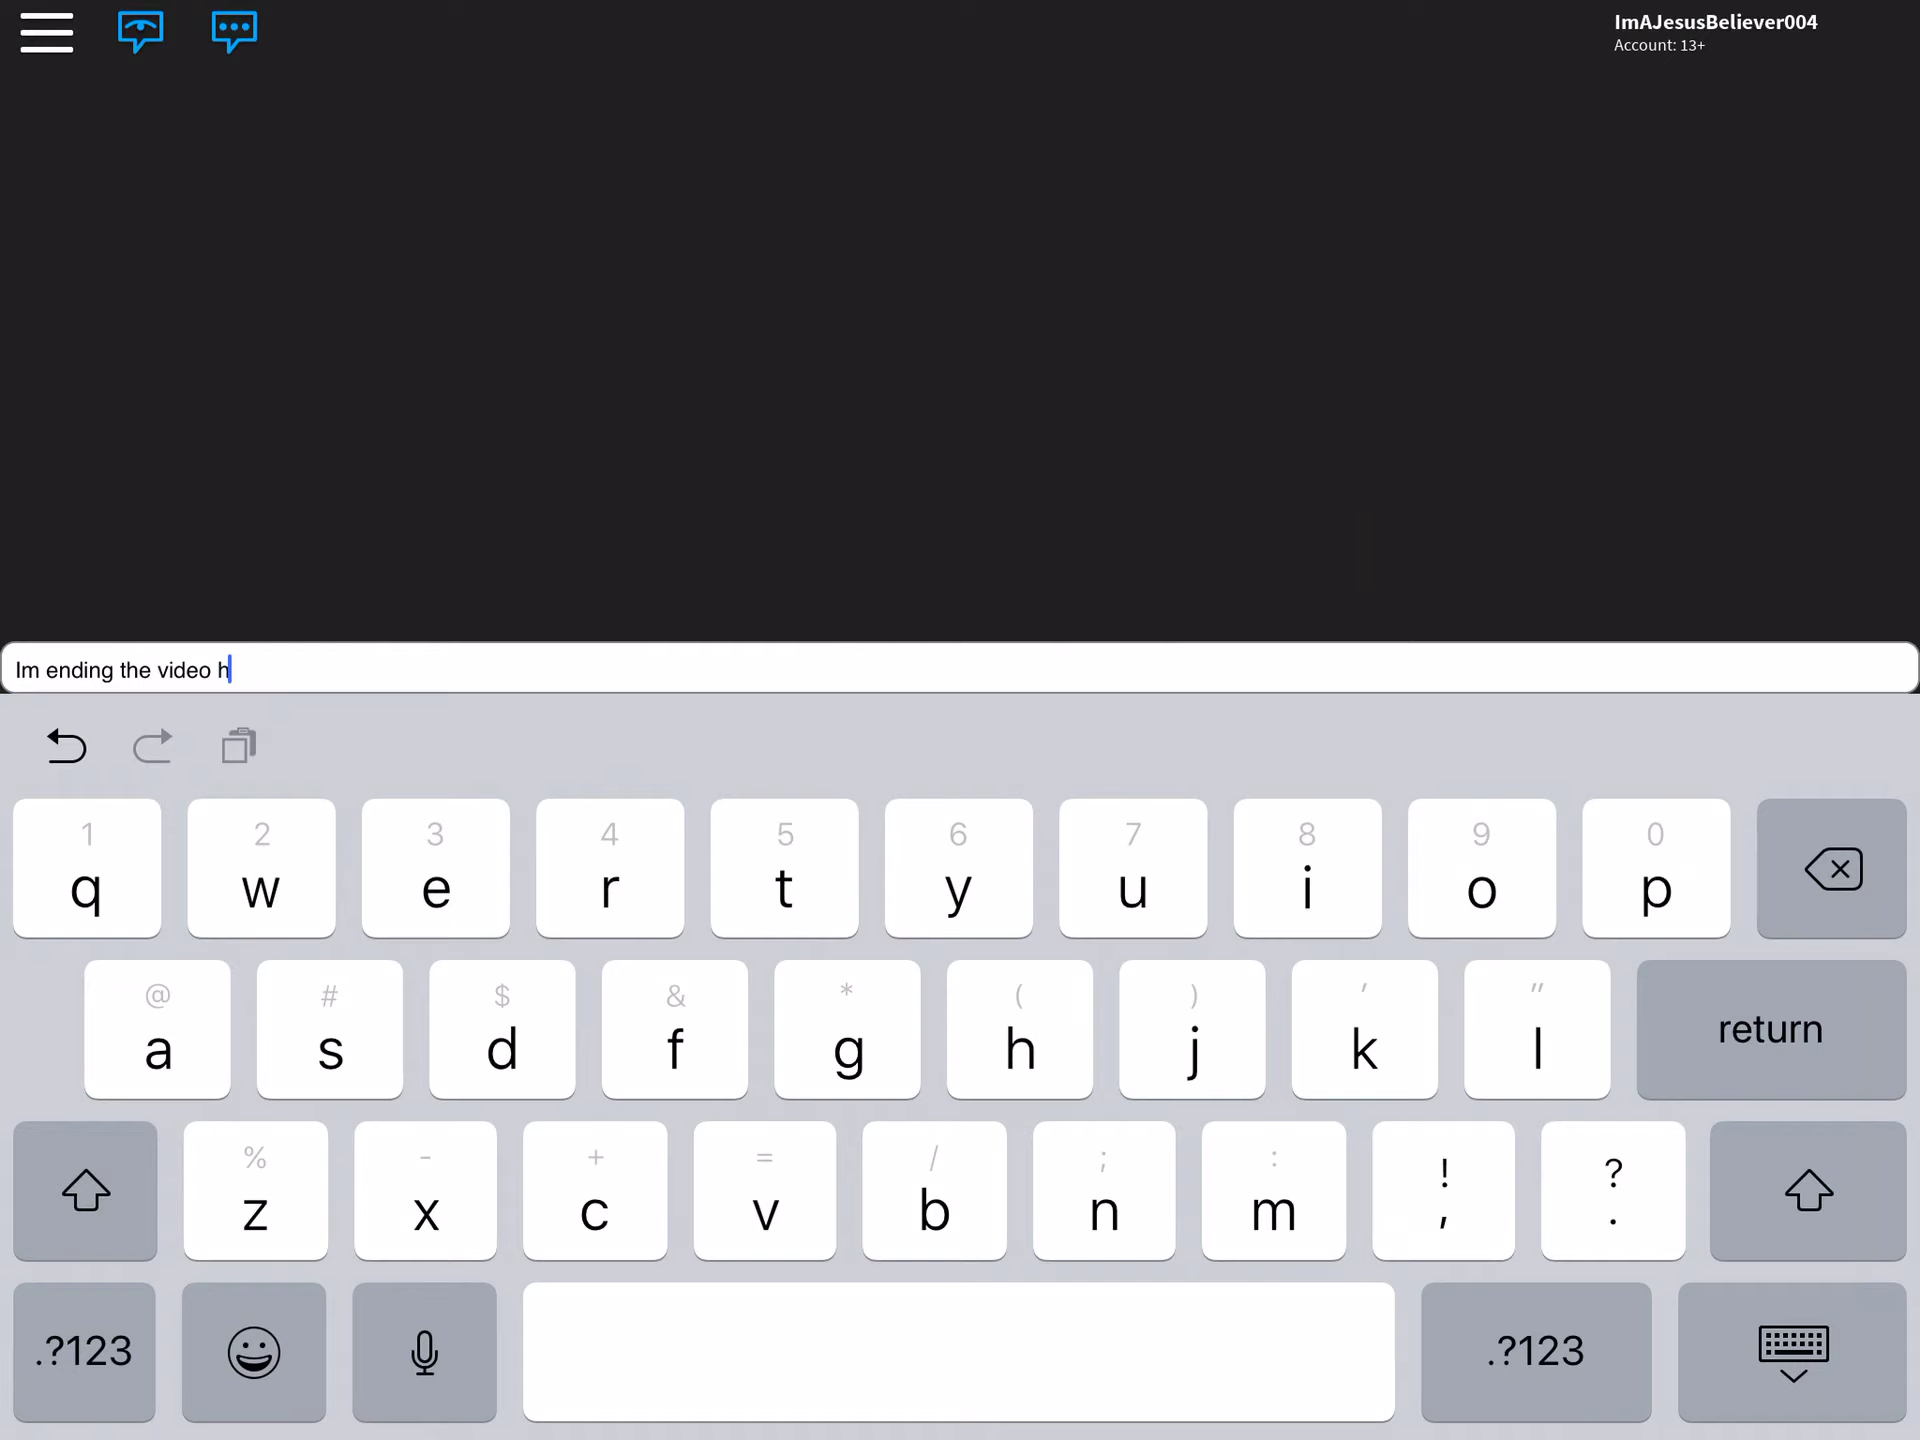 ImAJesusBeliever004
Account: 13+
Im ending the video h
1 2 3 4 5 6 7 8 9 0
q w e r t y u i o p
@ # $ & * ( ) ' "
a s d f g h j k l return
% - + = / ; : ! ?
z x c v b n m , .
.?123 .?123